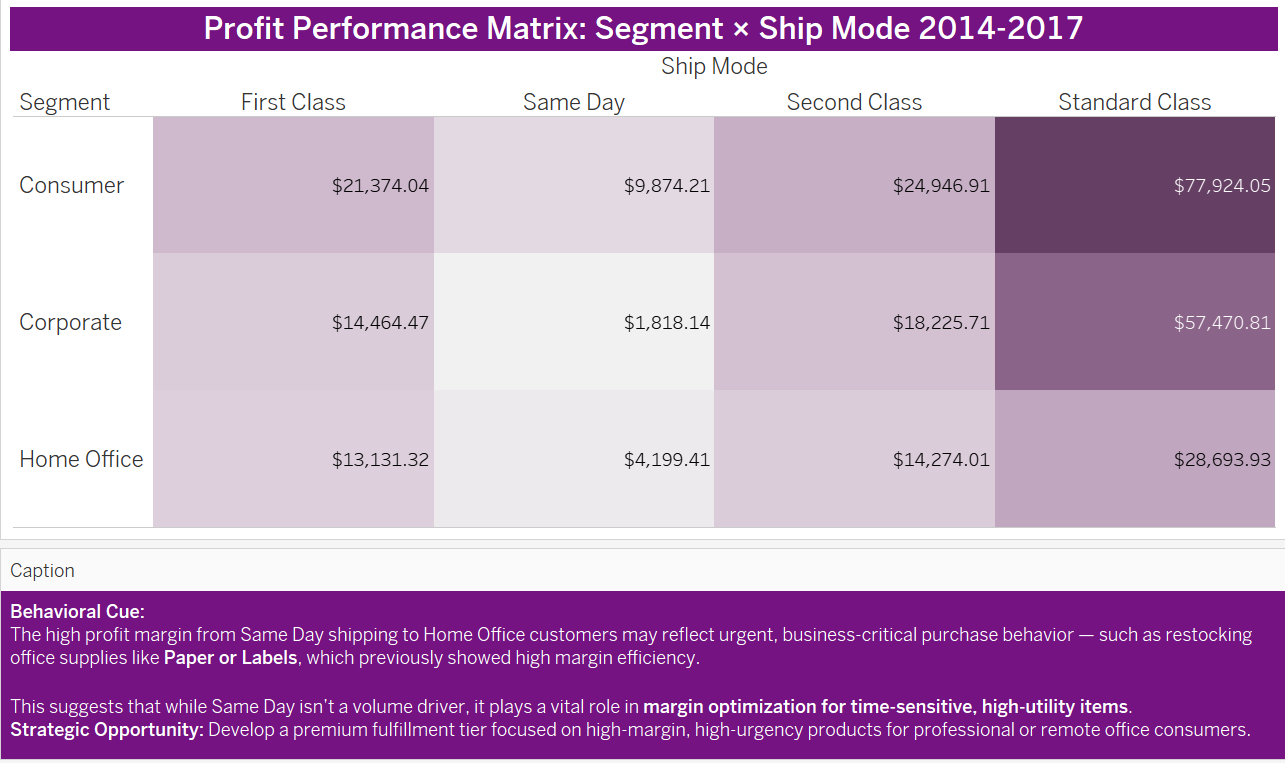 Profit Performance Matrix: Segment × Ship Mode 2014-2017
Ship Mode
Segment First Class Same Day Second Class Standard Class
Consumer $21,374.04 $9,874.21 $24,946.91 $77,924.05
Corporate $14,464.47 $1,818.14 $18,225.71 $57,470.81
Home Office $13,131.32 $4,199.41 $14,274.01 $28,693.93
Caption
Behavioral Cue:
The high profit margin from Same Day shipping to Home Office customers may reflect urgent, business-critical purchase behavior — such as restocking
office supplies like Paper or Labels, which previously showed high margin efficiency.
This suggests that while Same Day isn't a volume driver, it plays a vital role in margin optimization for time-sensitive, high-utility items.
Strategic Opportunity: Develop a premium fulfillment tier focused on high-margin, high-urgency products for professional or remote office consumers.